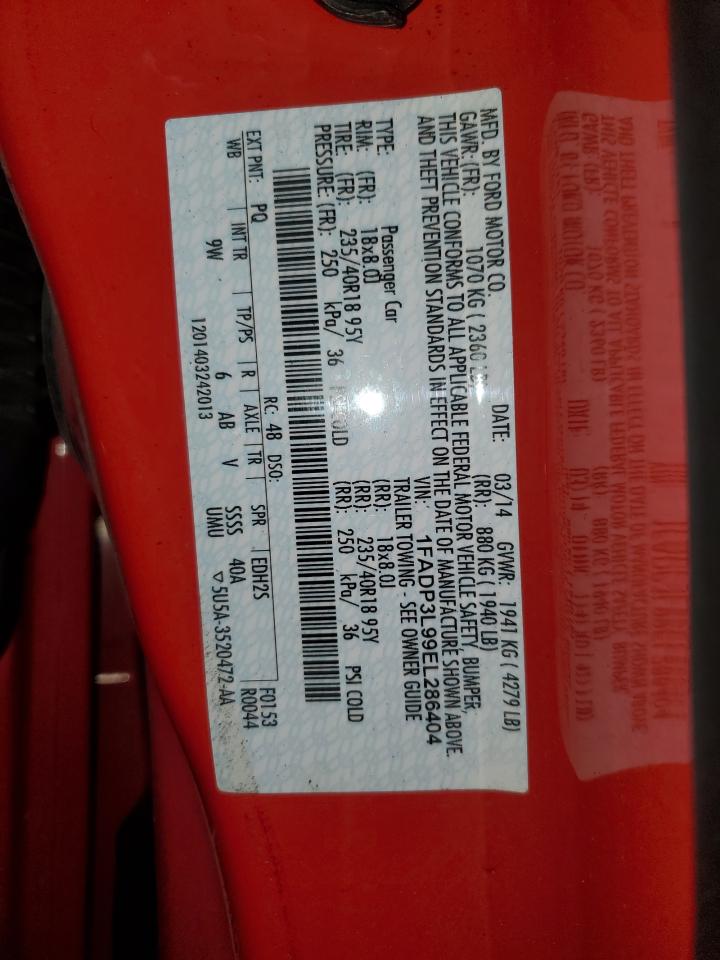 MFD. BY FORD MOTOR CO.
DATE: 03/14 GVWR: 1941 KG ( 4279 LB)
GAWR: (FR): 1070 KG ( 2360 LB) (RR): 880 KG ( 1940 LB)
THIS VEHICLE CONFORMS TO ALL APPLICABLE FEDERAL MOTOR VEHICLE SAFETY, BUMPER,
AND THEFT PREVENTION STANDARDS IN EFFECT ON THE DATE OF MANUFACTURE SHOWN ABOVE.
VIN: 1FADP3L99EL286404
TYPE: Passenger Car TRAILER TOWING - SEE OWNER GUIDE
RIM: (FR): 18x8.0J (RR): 18x8.0J
TIRE: (FR): 235/40R18 95Y (RR): 235/40R18 95Y
PRESSURE: (FR): 250 kPa/ 36 PSI COLD (RR): 250 kPa/ 36 PSI COLD
RC: 48 DSO: F0153
EXT PNT: PQ EDH2S R0044
WB INT TR TP/PS R AXLE TR SPR
9W 6 AB V SSSS 40A
1201403242013 UMU ▽5U5A-3520472-AA